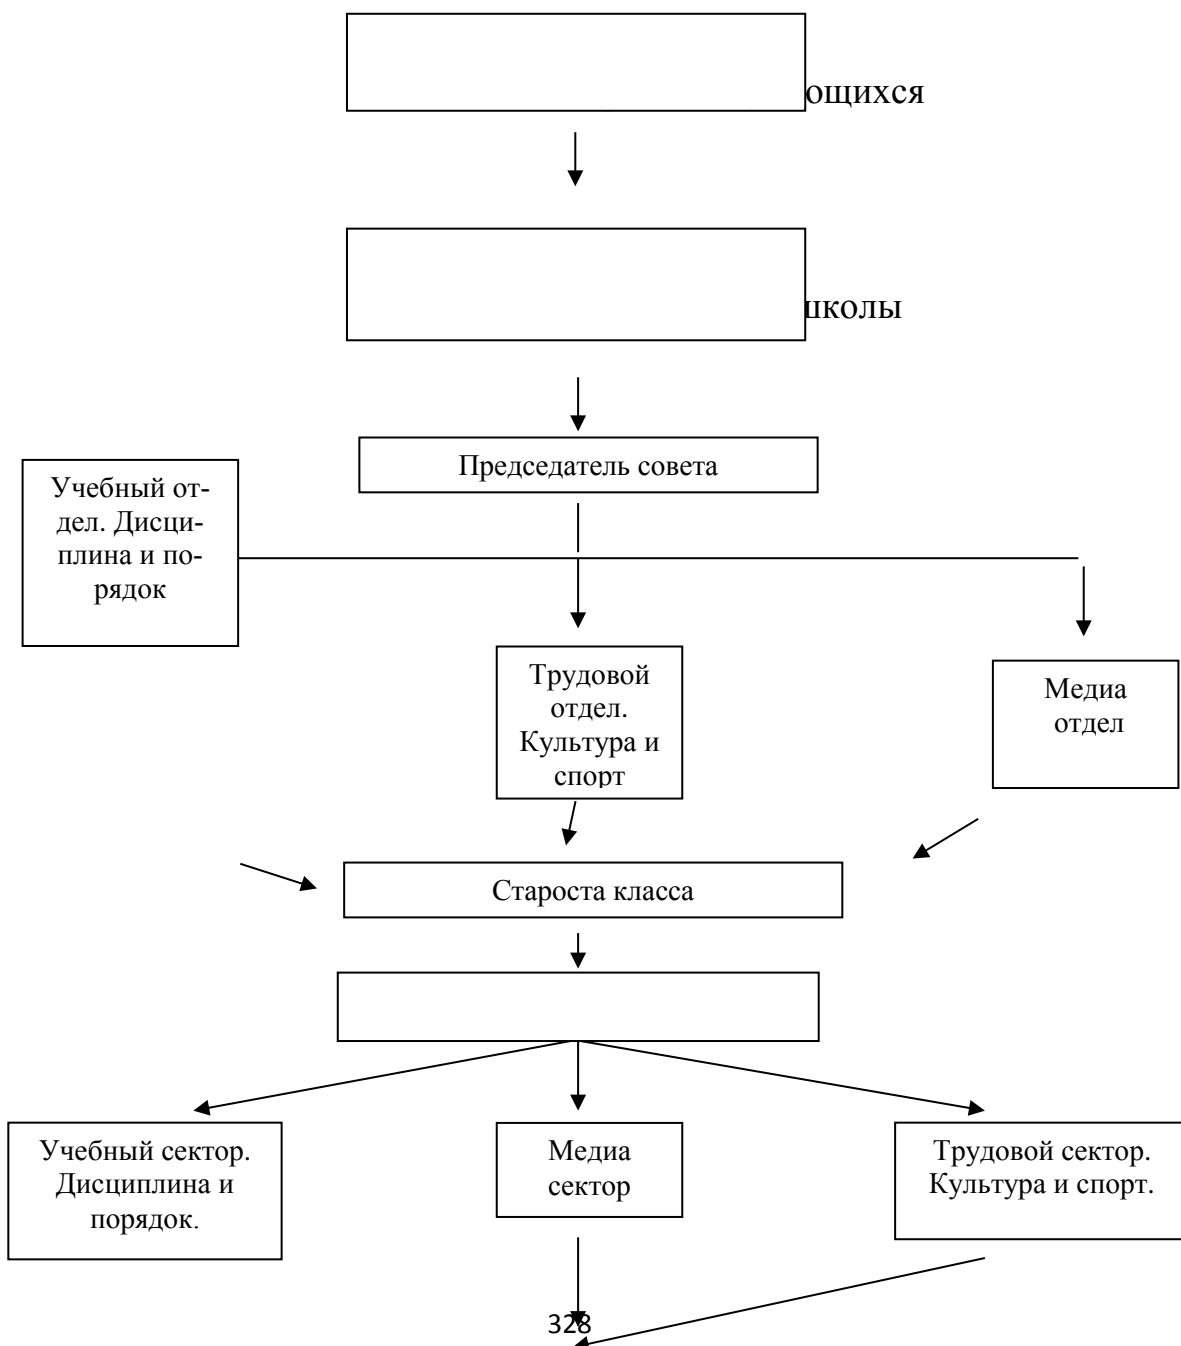 ощихся
школы
Председатель совета
Учебный от-
дел. Дисци-
плина и по-
рядок
Трудовой
отдел.
Культура и
спорт
Медиа
отдел
Староста класса
Учебный сектор.
Дисциплина и
порядок.
Медиа
сектор
Трудовой сектор.
Культура и спорт.
328